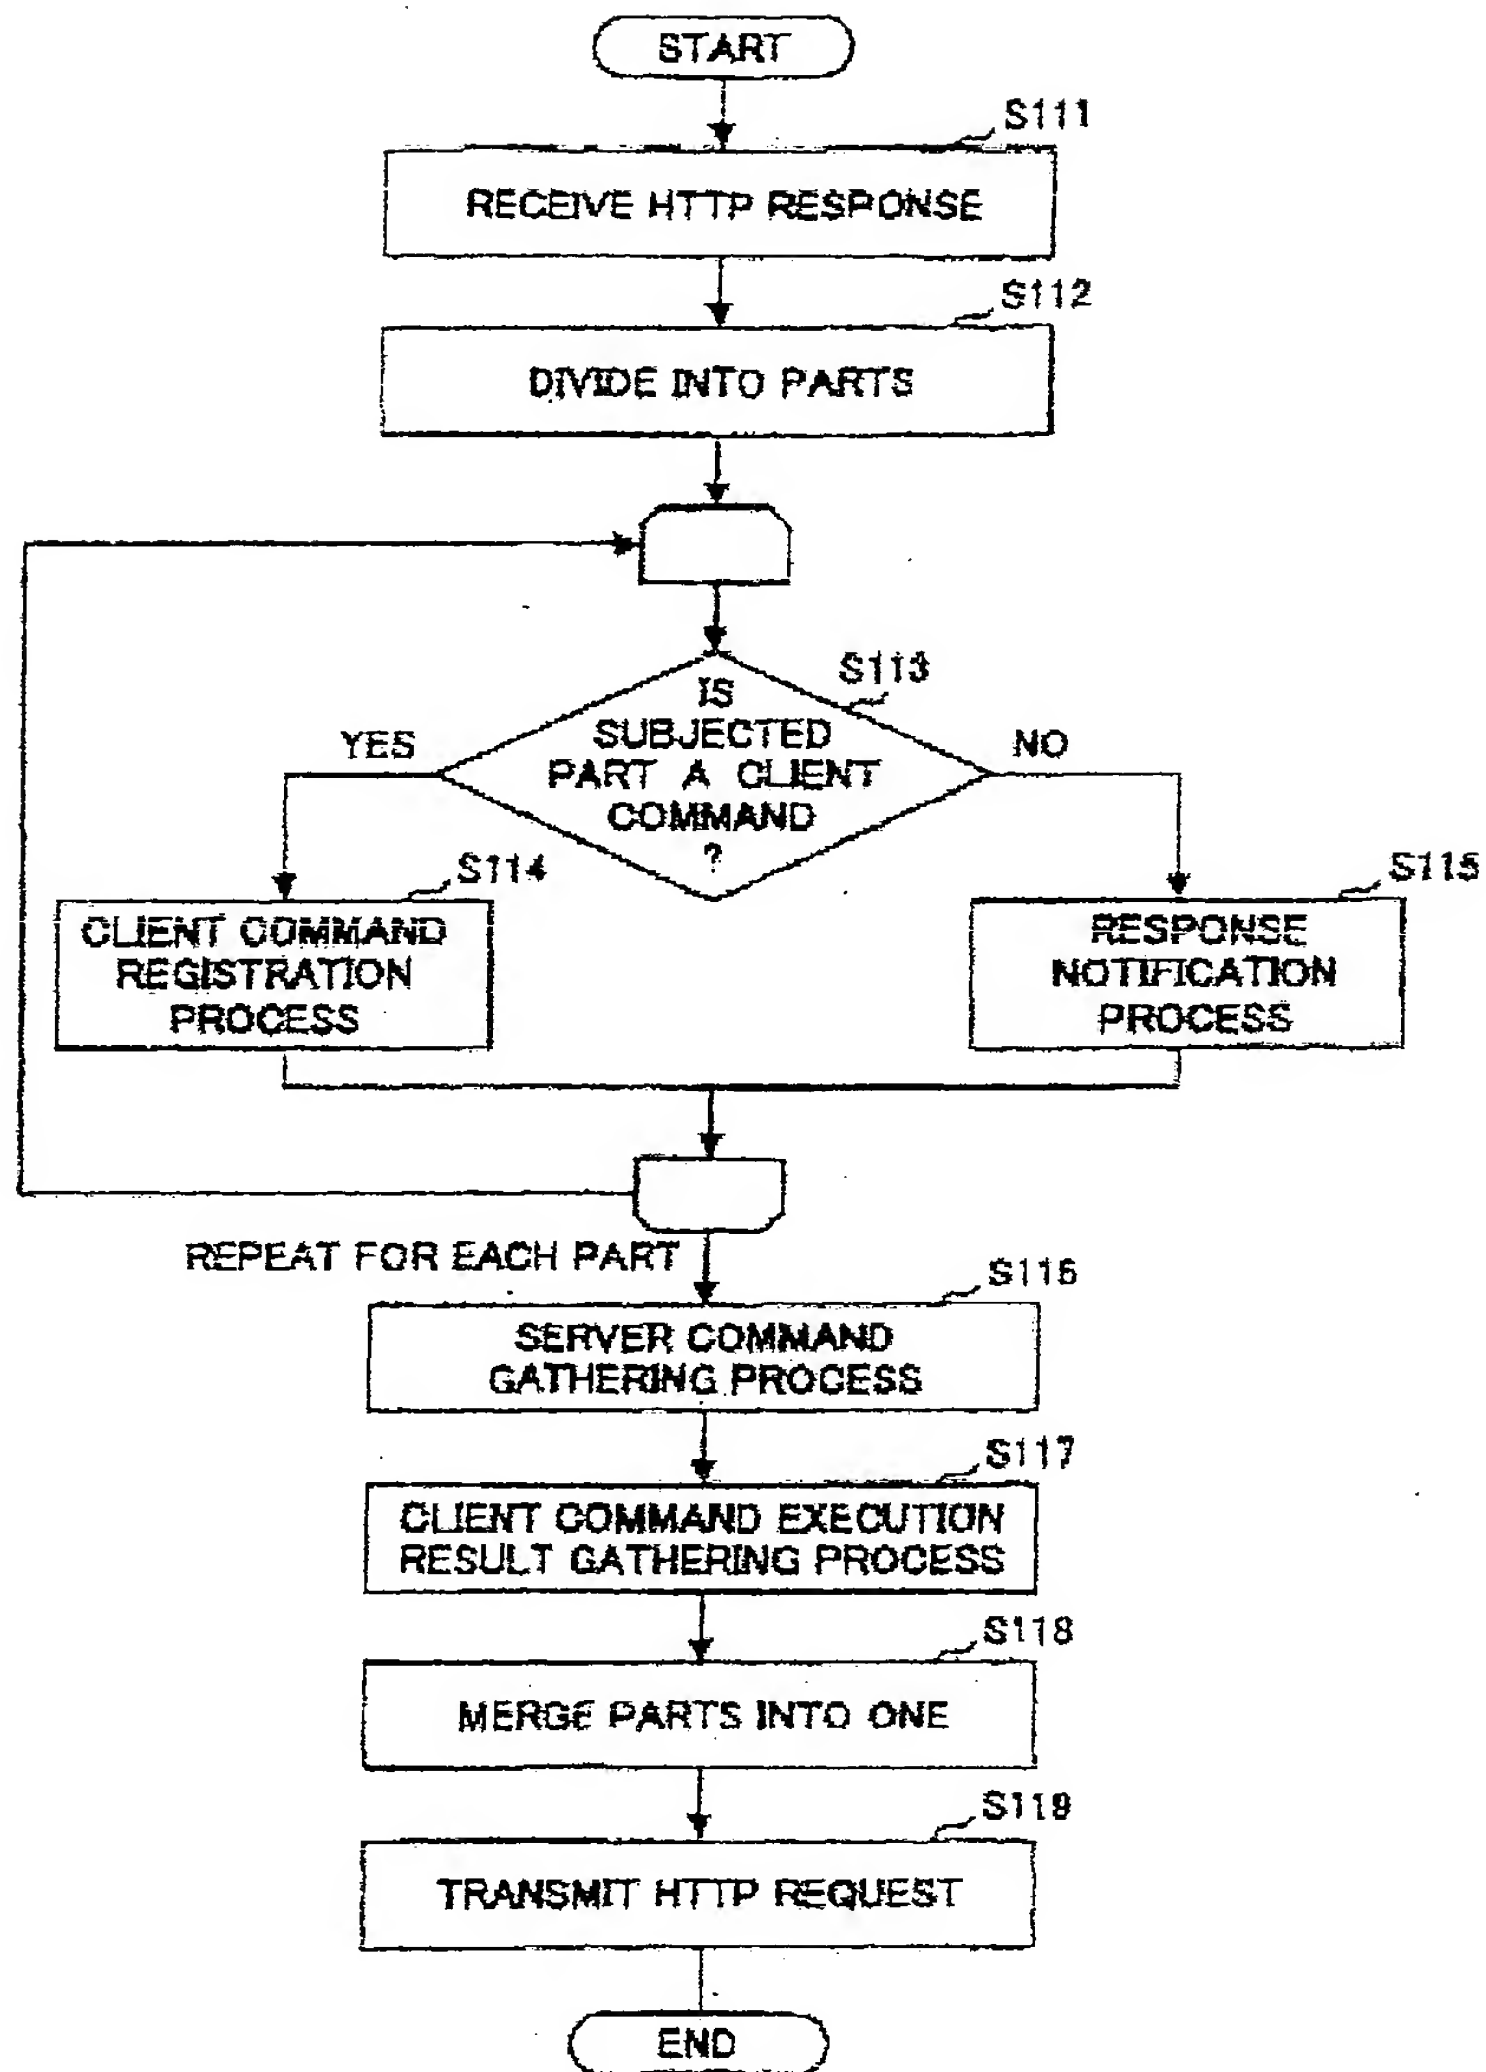 START
S111
RECEIVE HTTP RESPONSE
S112
DIVIDE INTO PARTS
S113
IS
SUBJECTED
PART A CLIENT
COMMAND
?
YES
NO
S114
CLIENT COMMAND
REGISTRATION
PROCESS
S115
RESPONSE
NOTIFICATION
PROCESS
REPEAT FOR EACH PART
S116
SERVER COMMAND
GATHERING PROCESS
S117
CLIENT COMMAND EXECUTION
RESULT GATHERING PROCESS
S118
MERGE PARTS INTO ONE
S119
TRANSMIT HTTP REQUEST
END